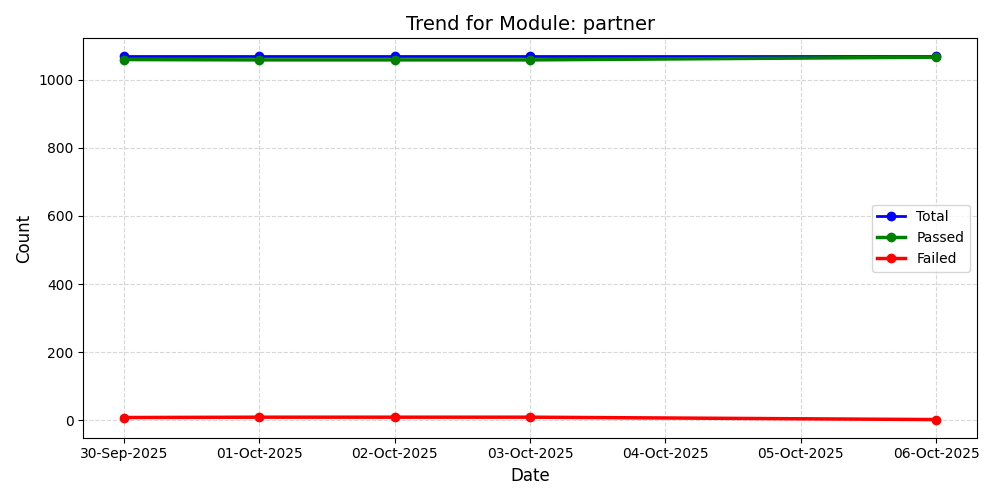 Trend for Module: partner
Count
1000
800
600
400
200
0
Total
Passed
Failed
30-Sep-2025 01-Oct-2025 02-Oct-2025 03-Oct-2025 04-Oct-2025 05-Oct-2025 06-Oct-2025
Date